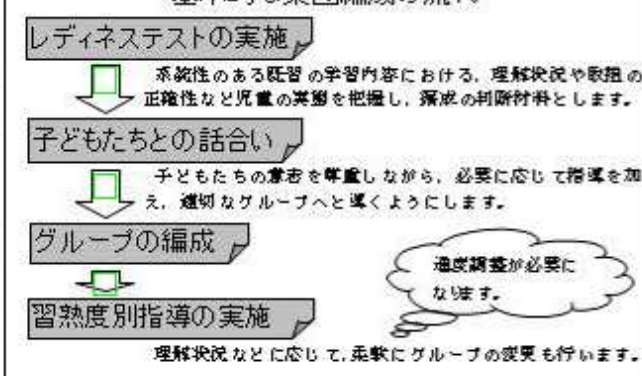 レディネステストの実施
系統性のある既習の学習内容における、理解状況や取組の
正確性など児童の実態を把握し、編成の判断材料とします。
子どもたちとの話合い
子どもたちの意志を尊重しながら、必要に応じて指導を加
え、適切なグループへと導くようにします。
グループの編成
適度調整が必要に
なります。
習熟度別指導の実施
理解状況などに応じて、柔軟にグループの変更も行います。